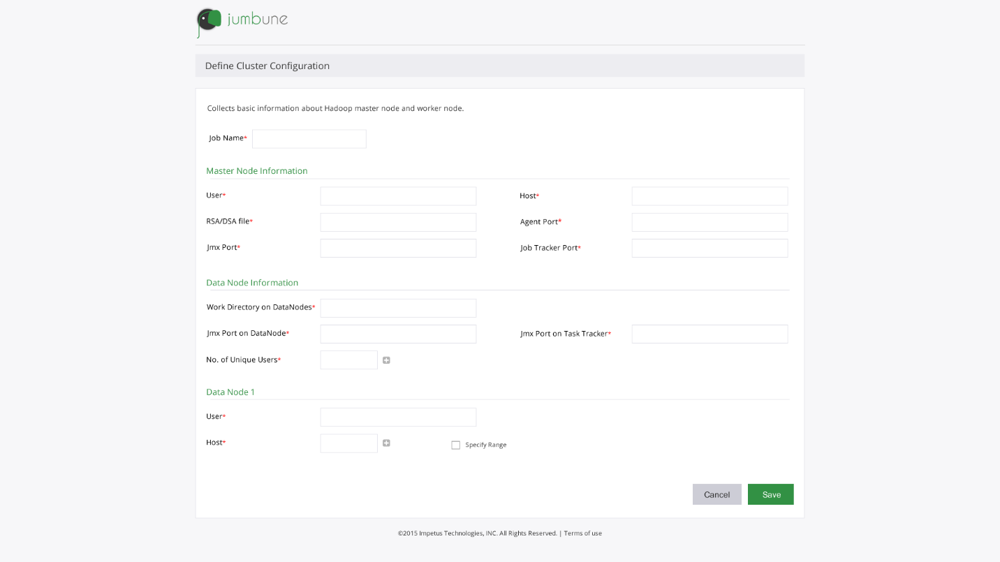 jumbune
Define Cluster Configuration
Collects basic information about Hadoop master node and worker node.
Job Name*
Master Node Information
User*
Host*
RSA/DSA file*
Agent Port*
Jmx Port*
Job Tracker Port*
Data Node Information
Work Directory on DataNodes*
Jmx Port on DataNode*
Jmx Port on Task Tracker*
No. of Unique Users*
Data Node 1
User*
Host*
Specify Range
Cancel
Save
©2015 Impetus Technologies, INC. All Rights Reserved. | Terms of use